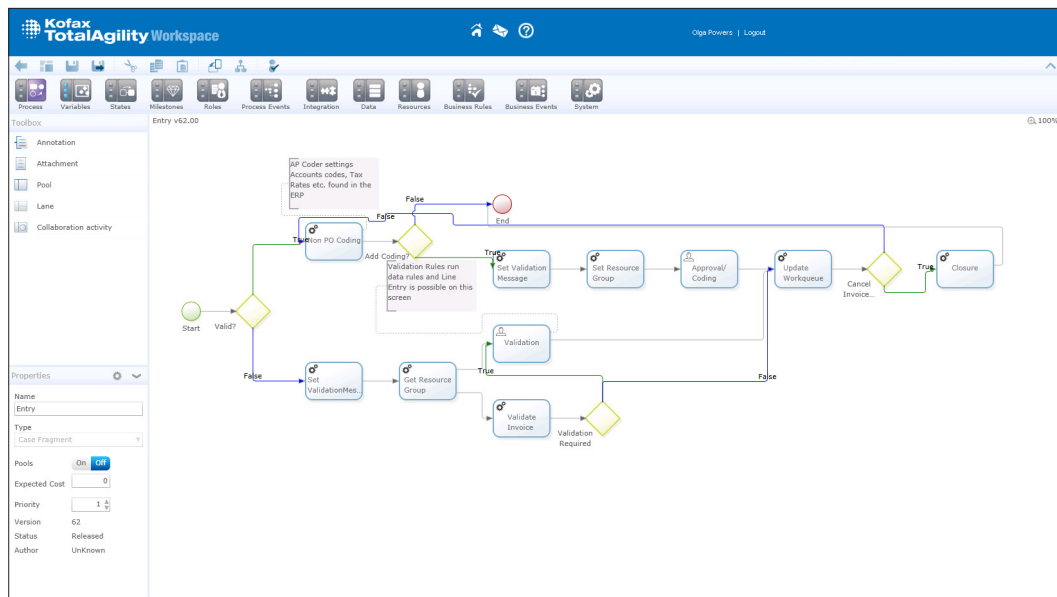 Kofax
TotalAgility Workspace
Olga Powers | Logout
Process
Variables
States
Milestones
Roles
Process Events
Integration
Data
Resources
Business Rules
Business Events
System
Toolbox
Entry v62.00
100%
Annotation
Attachment
Pool
Lane
Collaboration activity
AP Coder settings
Accounts codes, Tax
Rates etc. found in the
ERP
False
End
False
True
Non PO Coding
Add Coding?
True
Validation Rules run
data rules and Line
Entry is possible on this
screen
Set Validation
Message
Set Resource
Group
Approval/
Coding
Update
Workqueue
Cancel
Invoice...
True
Closure
Start
Valid?
Validation
False
Set
ValidationMes...
Get Resource
Group
True
False
Validate
Invoice
Validation
Required
Properties
Name
Entry
Type
Case Fragment
Pools
On Off
Expected Cost 0
Priority 1
Version 62
Status Released
Author UnKnown